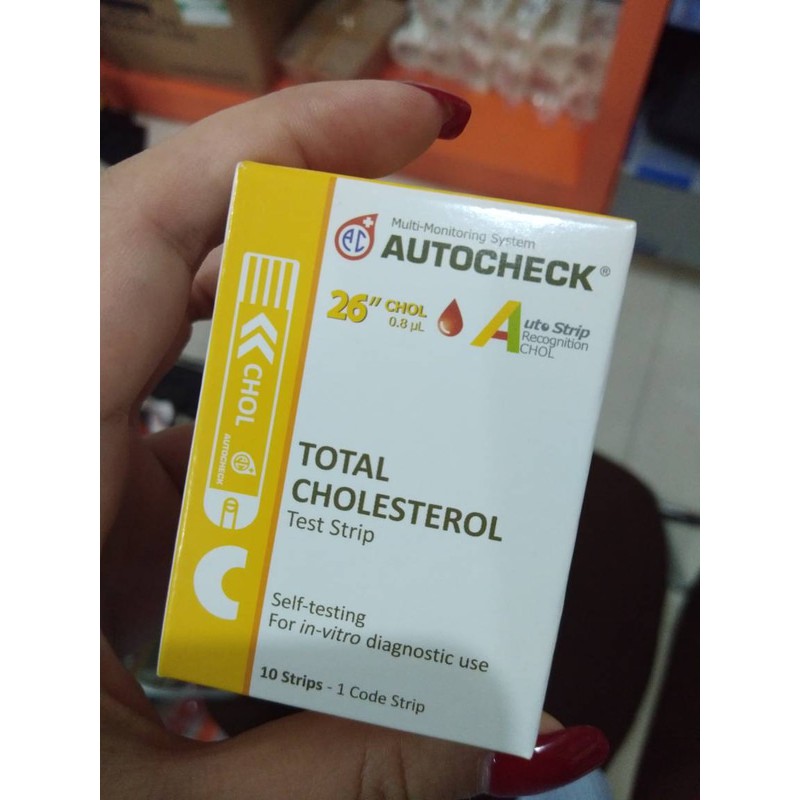 Multi-Monitoring System
AC
AUTOCHECK®
26" CHOL
0.8 µL
Auto Strip
Recognition
CHOL
CHOL
AUTOCHECK
TOTAL
CHOLESTEROL
Test Strip
Self-testing
For in-vitro diagnostic use
10 Strips - 1 Code Strip